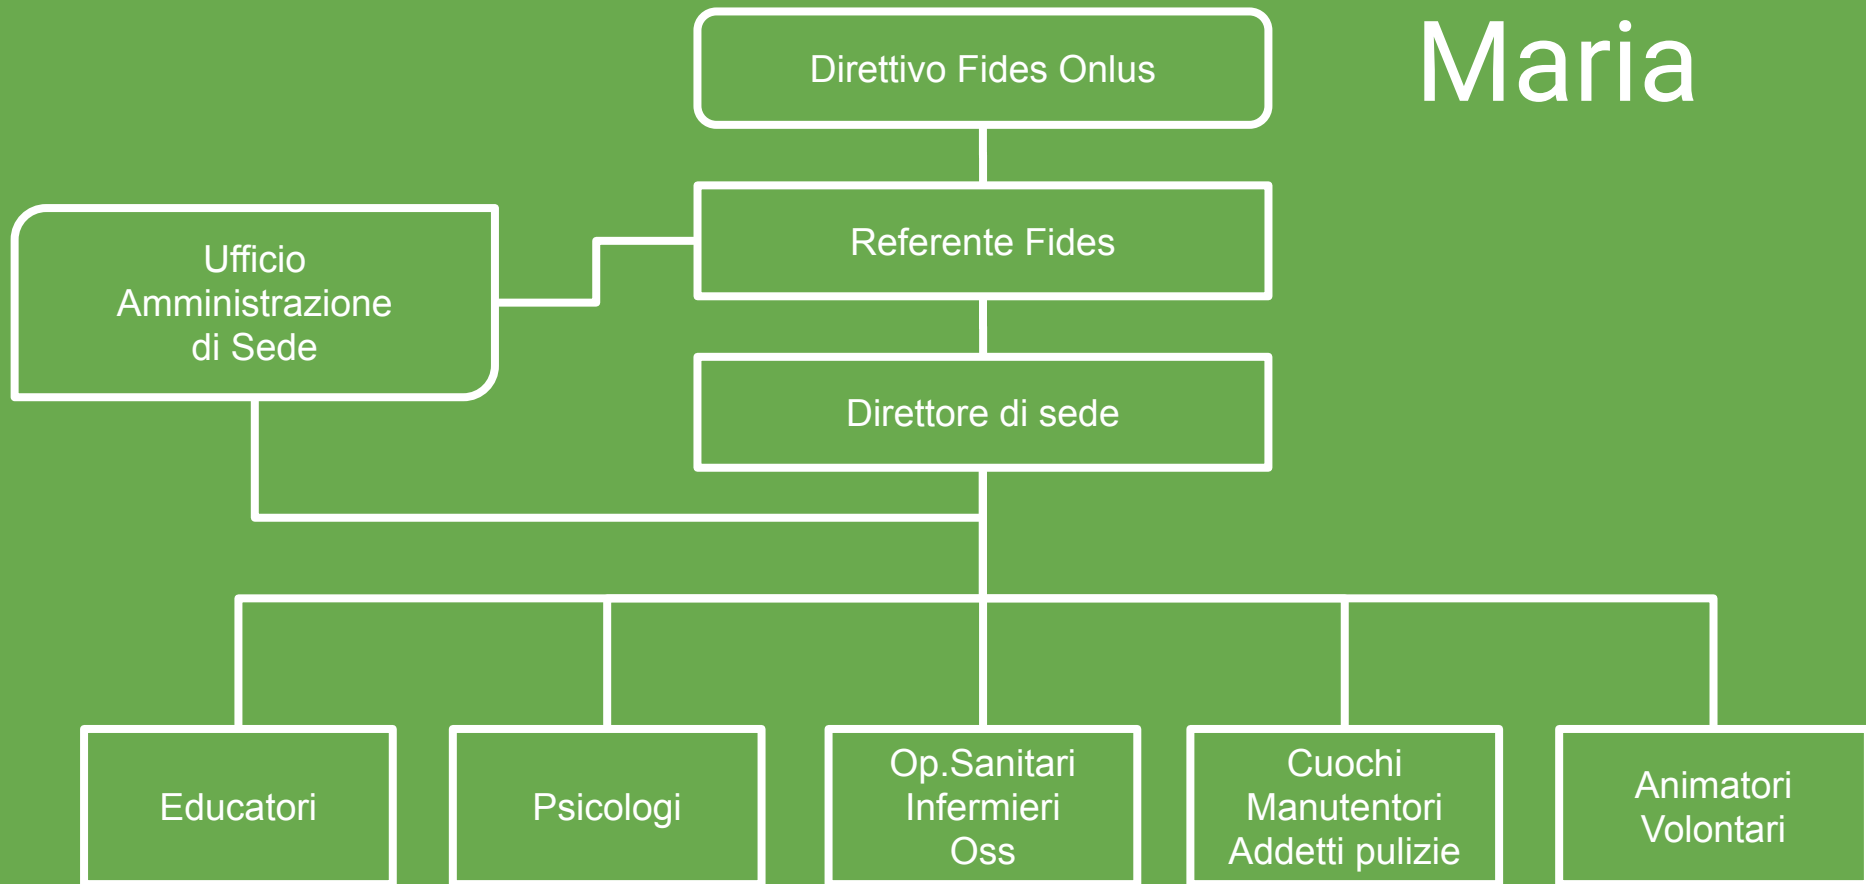 Maria
Direttivo Fides Onlus
Referente Fides
Ufficio
Amministrazione
di Sede
Direttore di sede
Educatori
Psicologi
Op.Sanitari
Infermieri
Oss
Cuochi
Manutentori
Addetti pulizie
Animatori
Volontari